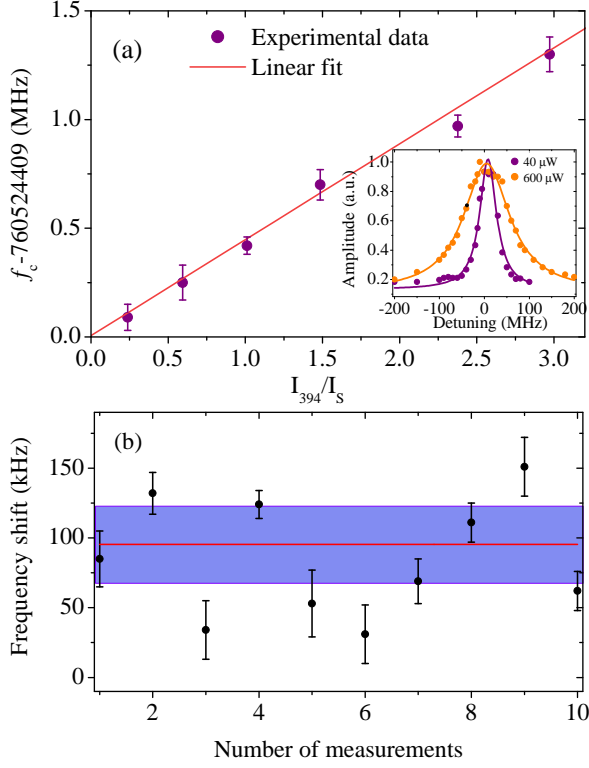 (a)
Experimental data
Linear fit
f_c-760524409 (MHz)
1.5
1.0
0.5
0.0
0.0 0.5 1.0 1.5 2.0 2.5 3.0
I_394/I_S
Amplitude (a.u.)
1.0
0.8
0.6
0.4
0.2
40 μW
600 μW
-200 -100 0 100 200
Detuning (MHz)
(b)
Frequency shift (kHz)
150
100
50
0
2 4 6 8 10
Number of measurements